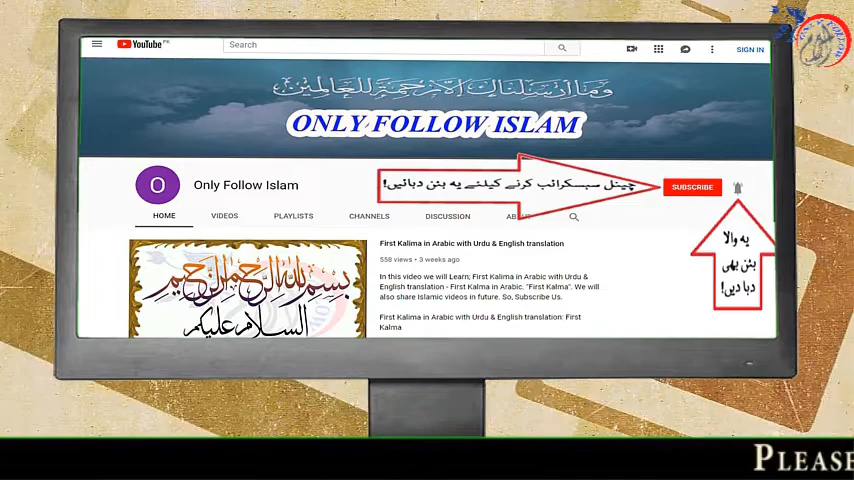 YouTube PK
Search
SIGN IN
وما ارسلناك الا رحمة للعالمين
ONLY FOLLOW ISLAM
O
Only Follow Islam
چینل سبسکرائب کرنے کیلئے یہ بٹن دبائیں!
SUBSCRIBE
HOME
VIDEOS
PLAYLISTS
CHANNELS
DISCUSSION
یہ والا
بٹن بھی
دبا دیں!
First Kalima in Arabic with Urdu & English translation
558 views • 3 weeks ago
In this video we will Learn; First Kalima in Arabic with Urdu &
English translation - First Kalima in Arabic. "First Kalma". We will
also share Islamic videos in future. So, Subscribe Us.
First Kalima in Arabic with Urdu & English translation: First
Kalma
بسم الله الرحمن الرحيم
السلام علیکم
PLEASE